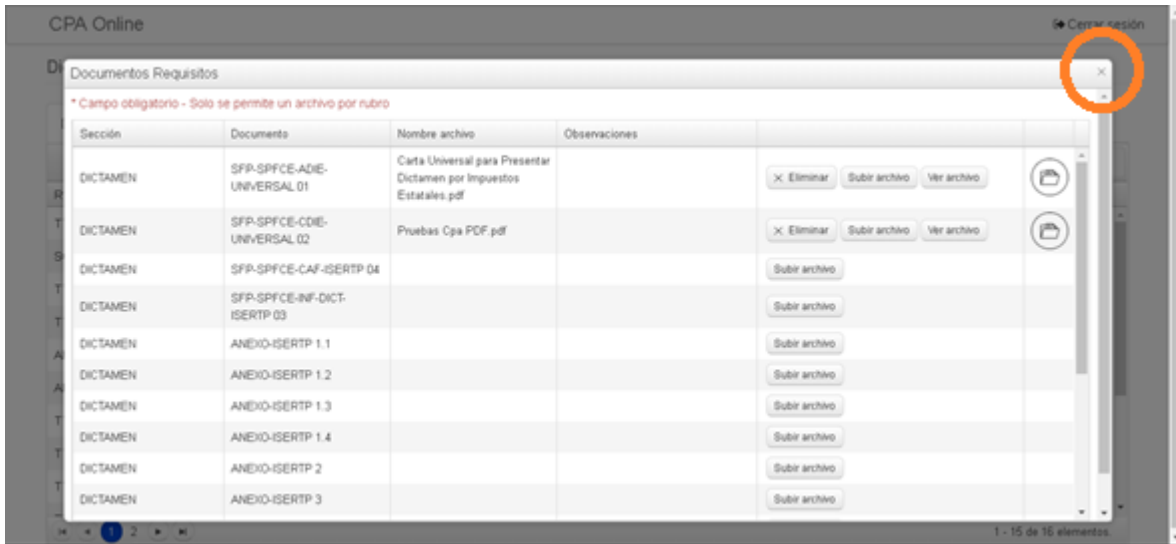 CPA Online
Cerrar sesión
Di
Documentos Requisitos
* Campo obligatorio - Solo se permite un archivo por rubro
Sección Documento Nombre archivo Observaciones
DICTAMEN SFP-SPFCE-ADIE-
UNIVERSAL 01 Carta Universal para Presentar
Dictamen por Impuestos
Estatales.pdf Eliminar Subir archivo Ver archivo
DICTAMEN SFP-SPFCE-CDIE-
UNIVERSAL 02 Pruebas Cpa PDF.pdf Eliminar Subir archivo Ver archivo
DICTAMEN SFP-SPFCE-CAF-ISERTP 04 Subir archivo
DICTAMEN SFP-SPFCE-INF-DICT-
ISERTP 03 Subir archivo
DICTAMEN ANEXO-ISERTP 1.1 Subir archivo
DICTAMEN ANEXO-ISERTP 1.2 Subir archivo
DICTAMEN ANEXO-ISERTP 1.3 Subir archivo
DICTAMEN ANEXO-ISERTP 1.4 Subir archivo
DICTAMEN ANEXO-ISERTP 2 Subir archivo
DICTAMEN ANEXO-ISERTP 3 Subir archivo
1 2 1 - 15 de 16 elementos.